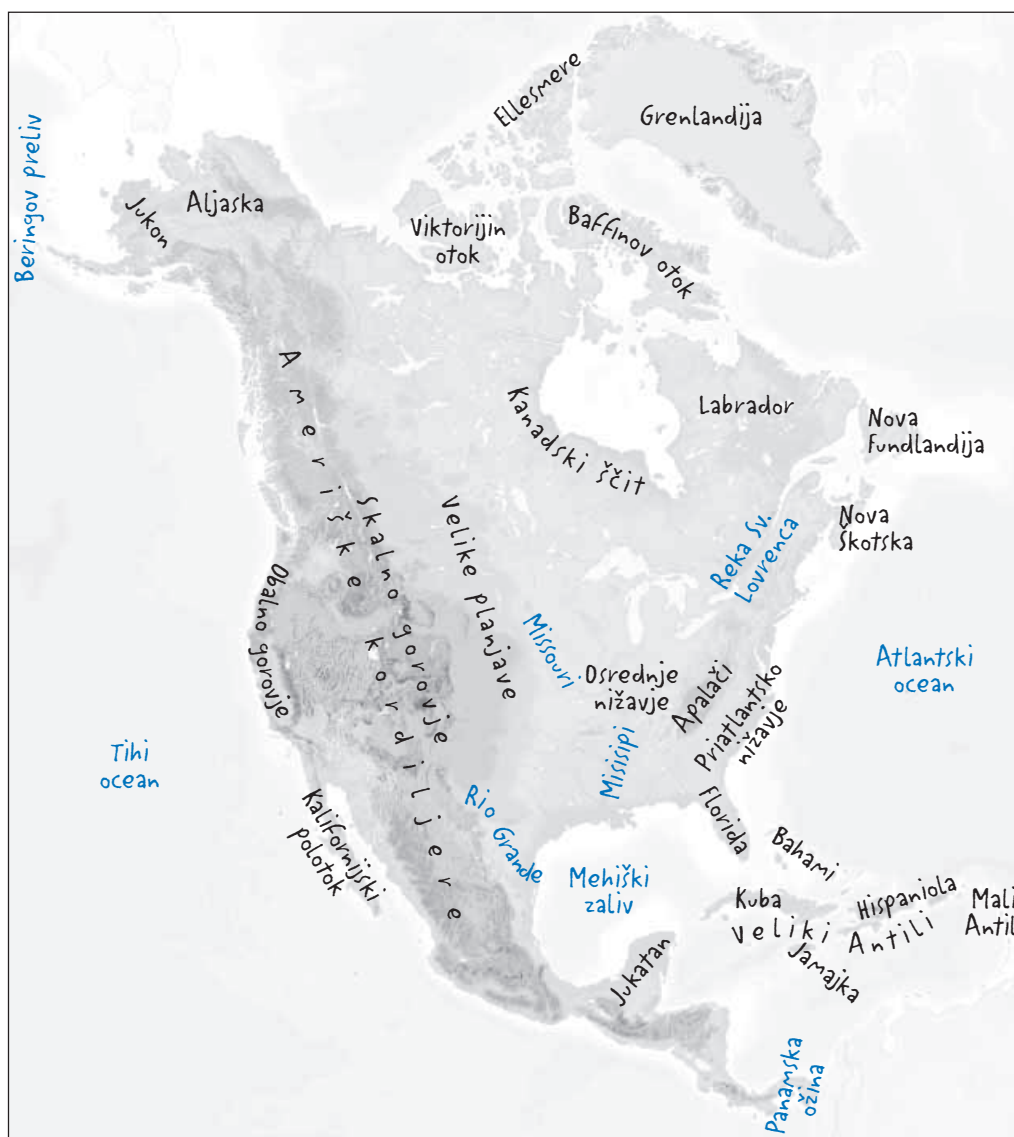 Ellesmere
Grenlandija
Beringov preliv
Aljaska
Jukon
Viktorijin
otok
Baffinov otok
Ameriške kordiljere
Kanadski ščit
Labrador
Nova
Fundlandija
Skalno gorovje
Velike planjave
Reka Sv.
Lovrenca
Nova
Škotska
Obalno gorovje
Missouri
Osrednje
nižavje
Apalači
Priatlantsko
nižavje
Atlantski
ocean
Tihi
ocean
Misisipi
Rio Grande
Florida
Kalifornijski
polotok
Bahami
Mehiški
zaliv
Kuba
Hispaniola
Mali
Antil
Veliki Antili
Jamajka
Jukatan
Panamska
ožina